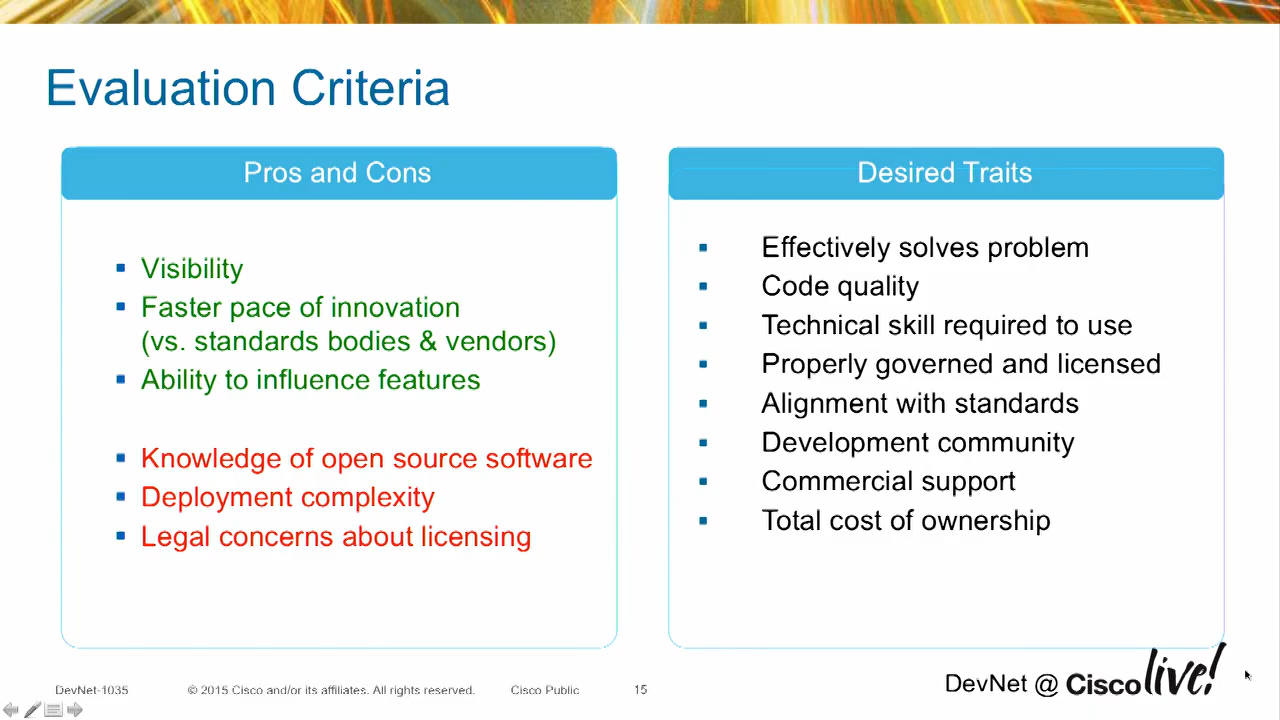 Evaluation Criteria
Pros and Cons
Visibility
Faster pace of innovation
(vs. standards bodies & vendors)
Ability to influence features
Knowledge of open source software
Deployment complexity
Legal concerns about licensing
Desired Traits
Effectively solves problem
Code quality
Technical skill required to use
Properly governed and licensed
Alignment with standards
Development community
Commercial support
Total cost of ownership
DevNet-1035 © 2015 Cisco and/or its affiliates. All rights reserved. Cisco Public 15
DevNet @ Cisco live!